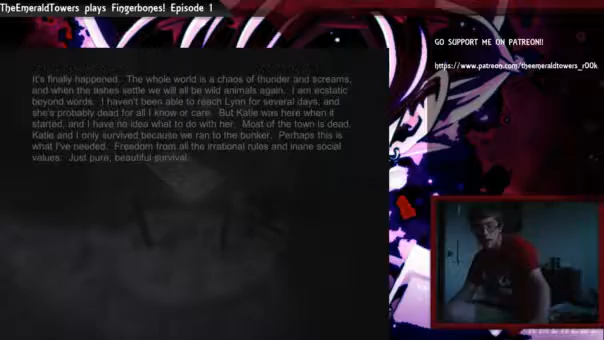 TheEmeraldTowers plays Fingerbones! Episode 1
GO SUPPORT ME ON PATREON!!
https://www.patreon.com/theemeraldtowers_r00k
It's finally happened. The whole world is a chaos of thunder and screams,
and when the ashes settle we will all be wild animals again. I am ecstatic
beyond words. I haven't been able to reach Lynn for several days, and
she's probably dead for all I know or care. But Katie was here when it
started, and I have no idea what to do with her. Most of the town is dead.
Katie and I only survived because we ran to the bunker. Perhaps this is
what I've needed. Freedom from all the irrational rules and inane social
values. Just pure, beautiful survival.